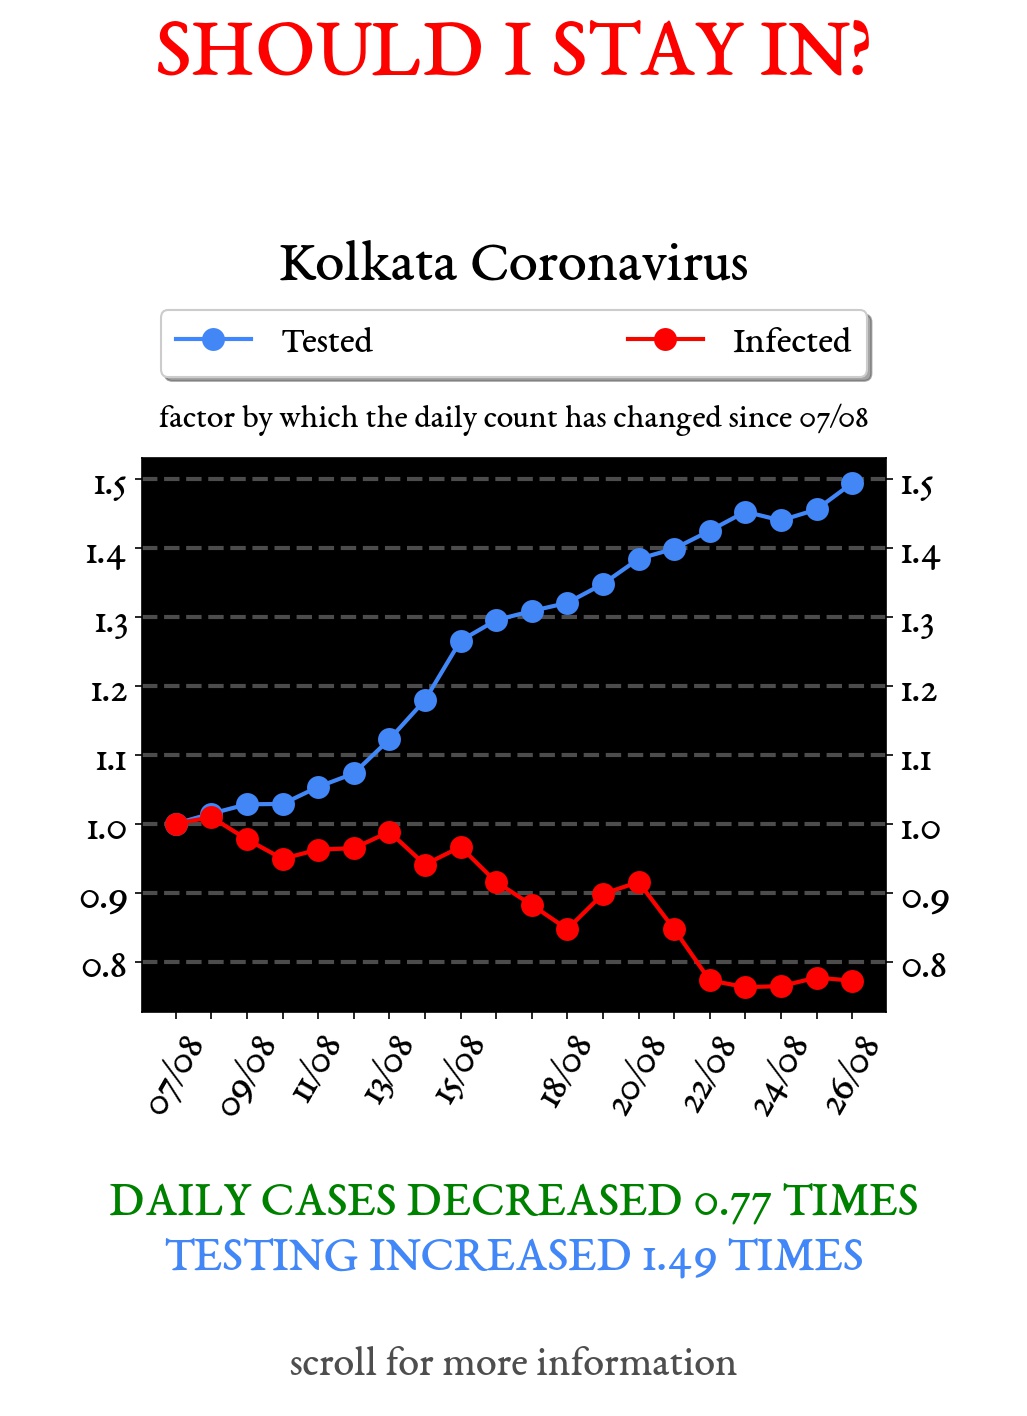 SHOULD I STAY IN?
Kolkata Coronavirus
Tested Infected
factor by which the daily count has changed since 07/08
1.5 1.5
1.4 1.4
1.3 1.3
1.2 1.2
1.1 1.1
1.0 1.0
0.9 0.9
0.8 0.8
07/08 09/08 11/08 13/08 15/08 18/08 20/08 22/08 24/08 26/08
DAILY CASES DECREASED 0.77 TIMES
TESTING INCREASED 1.49 TIMES
scroll for more information